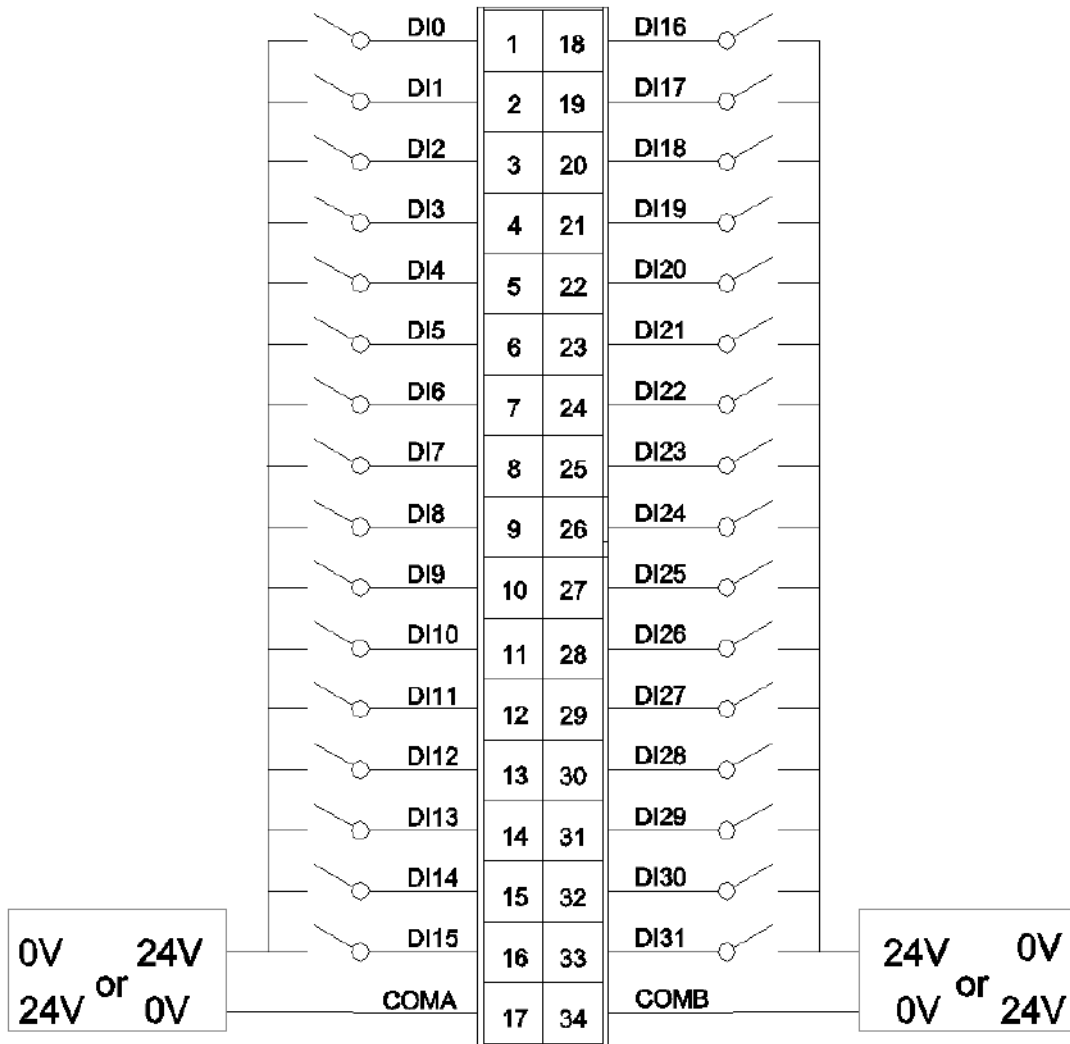 DI0 1 18 DI16
DI1 2 19 DI17
DI2 3 20 DI18
DI3 4 21 DI19
DI4 5 22 DI20
DI5 6 23 DI21
DI6 7 24 DI22
DI7 8 25 DI23
DI8 9 26 DI24
DI9 10 27 DI25
DI10 11 28 DI26
DI11 12 29 DI27
DI12 13 30 DI28
DI13 14 31 DI29
DI14 15 32 DI30
0V 24V DI15 16 33 DI31 24V 0V
or or
24V 0V COMA 17 34 COMB 0V 24V